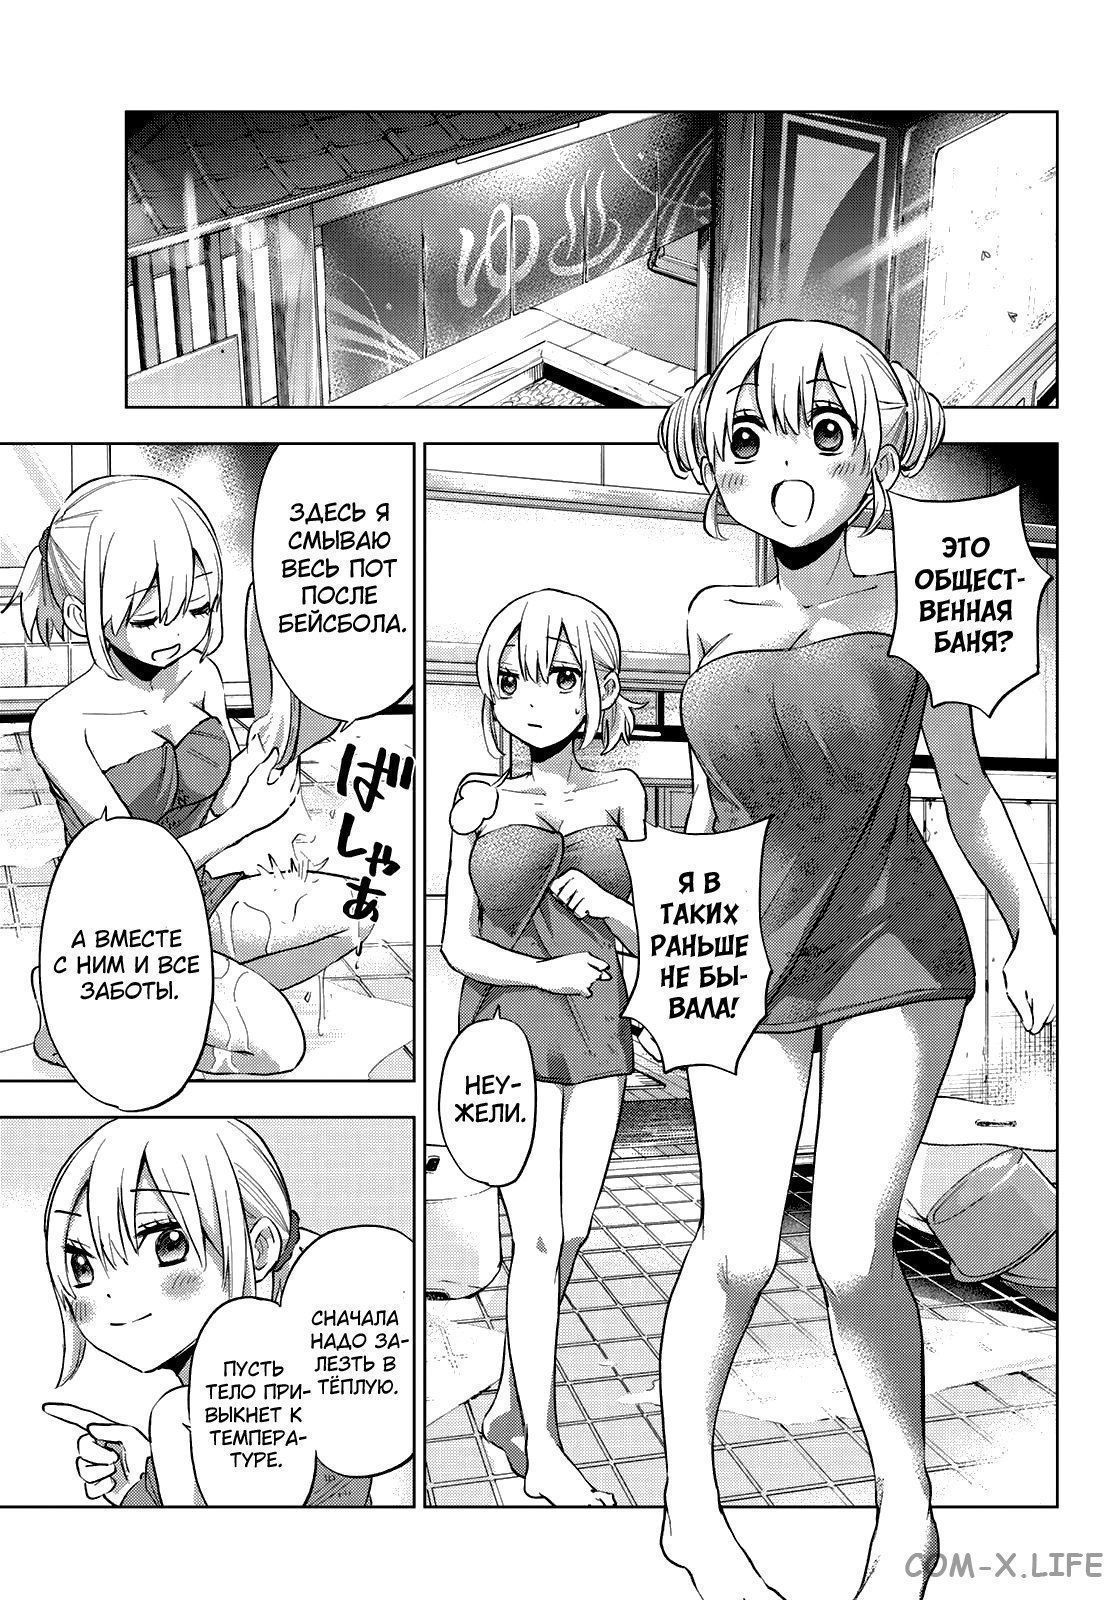 ゆ
ЭТО
ОБЩЕСТ-
ВЕННАЯ
БАНЯ?
Я В
ТАКИХ
РАНЬШЕ
НЕ БЫ-
ВАЛА!
НЕУ-
ЖЕЛИ.
ЗДЕСЬ Я
СМЫВАЮ
ВЕСЬ ПОТ
ПОСЛЕ
БЕЙСБОЛА.
ばしゃあ
А ВМЕСТЕ
С НИМ И ВСЕ
ЗАБОТЫ.
СНАЧАЛА
НАДО ЗА-
ЛЕЗТЬ В
ТЁПЛУЮ.
ПУСТЬ
ТЕЛО ПРИ-
ВЫКНЕТ К
ТЕМПЕРА-
ТУРЕ.
COM-X.LIFE